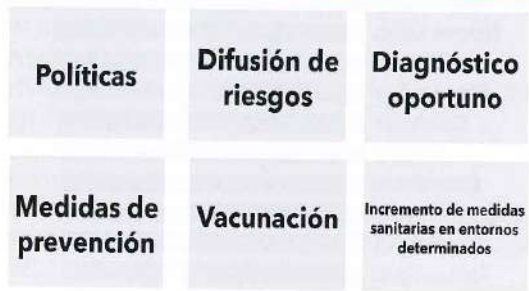 Políticas
Difusión de
riesgos
Diagnóstico
oportuno
Medidas de
prevención
Vacunación
Incremento de medidas
sanitarias en entornos
determinados